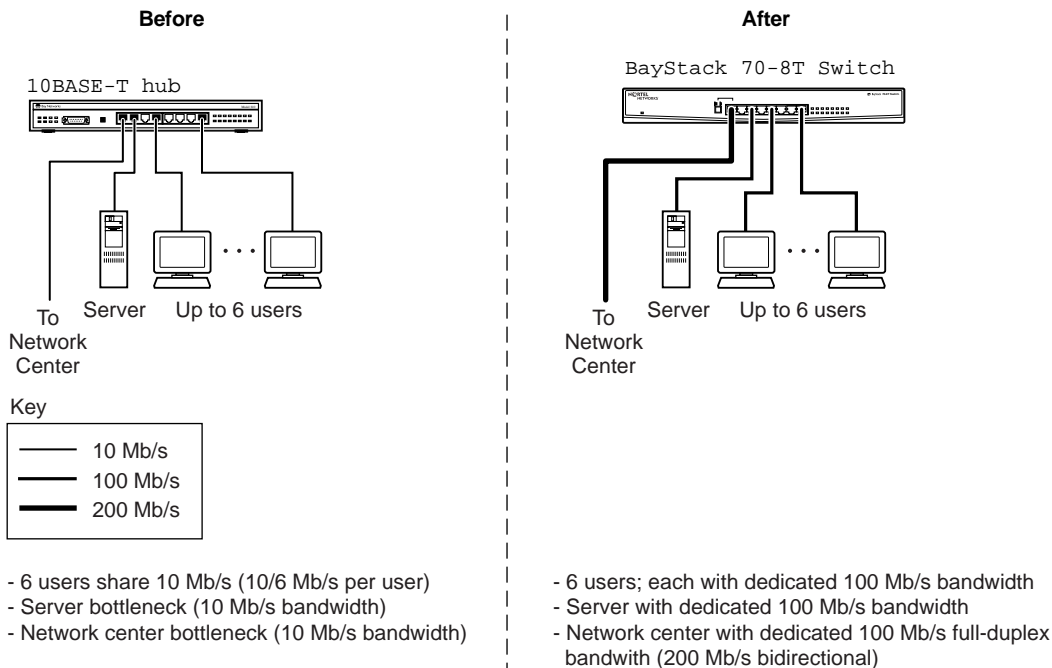 Before
10BASE-T hub
Bay Networks
To
Network
Center
Server
Up to 6 users
Key
10 Mb/s
100 Mb/s
200 Mb/s
- 6 users share 10 Mb/s (10/6 Mb/s per user)
- Server bottleneck (10 Mb/s bandwidth)
- Network center bottleneck (10 Mb/s bandwidth)
After
BayStack 70-8T Switch
NORTEL
NETWORKS
To
Network
Center
Server
Up to 6 users
- 6 users; each with dedicated 100 Mb/s bandwidth
- Server with dedicated 100 Mb/s bandwidth
- Network center with dedicated 100 Mb/s full-duplex
bandwith (200 Mb/s bidirectional)